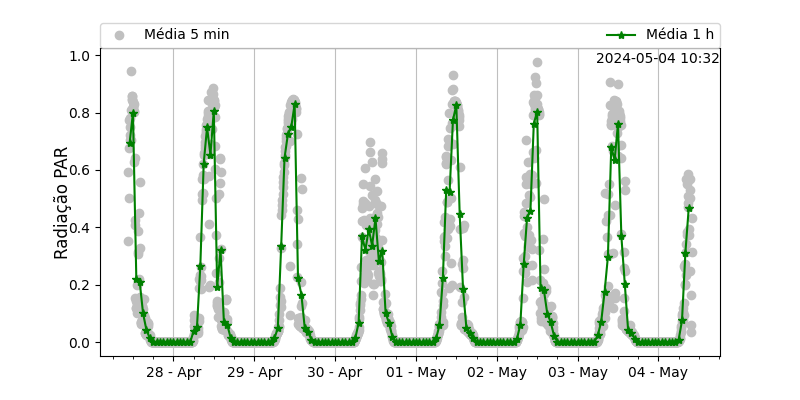 Média 5 min
Média 1 h
2024-05-04 10:32
Radiação PAR
1.0
0.8
0.6
0.4
0.2
0.0
28 - Apr
29 - Apr
30 - Apr
01 - May
02 - May
03 - May
04 - May